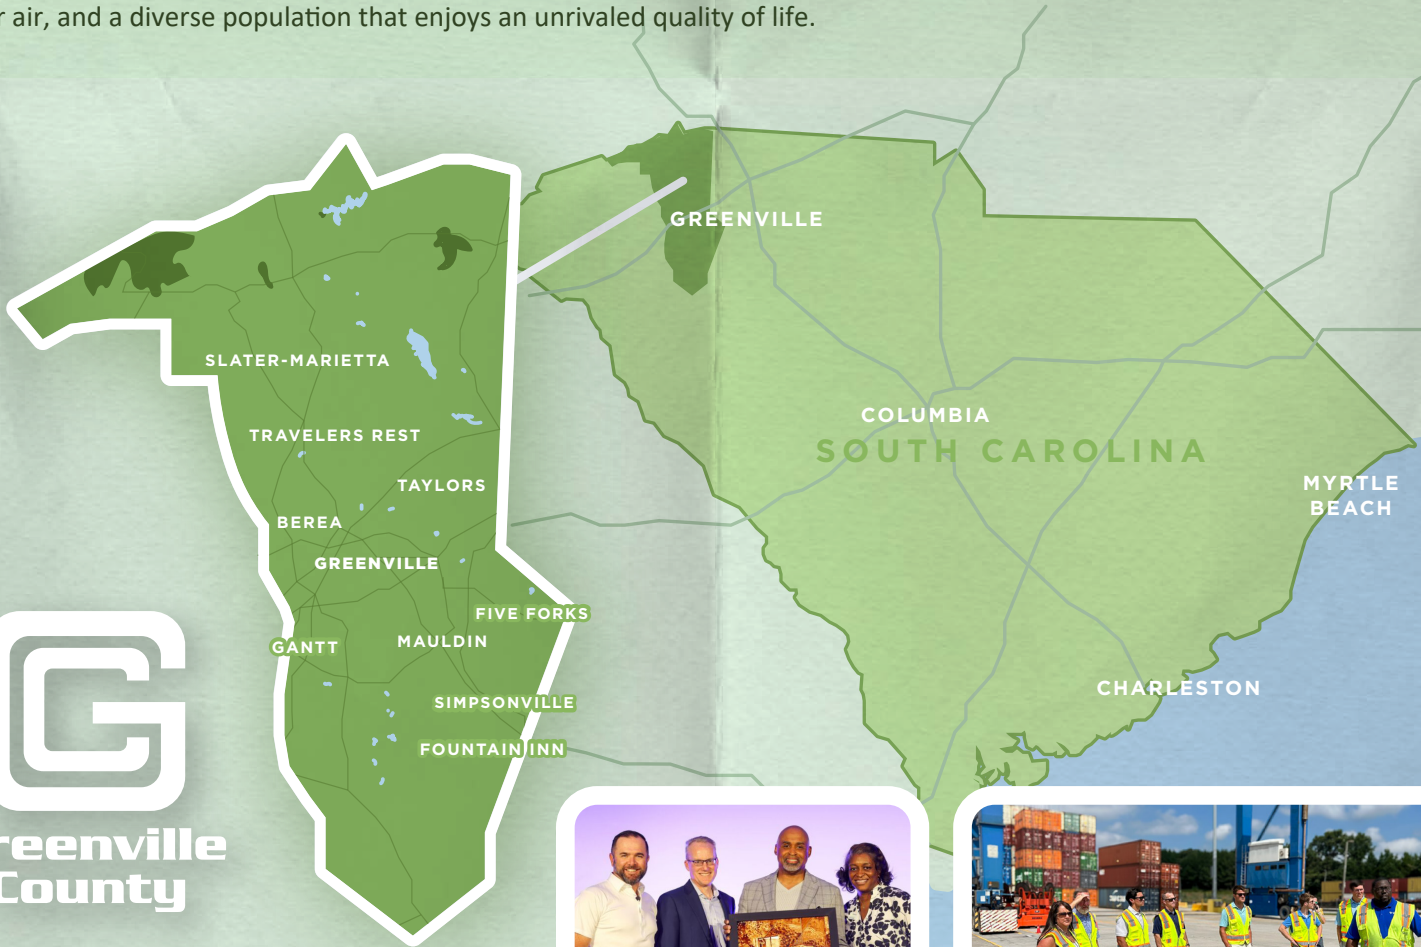 air, and a diverse population that enjoys an unrivaled quality of life.
GREENVILLE
SLATER-MARIETTA
COLUMBIA
TRAVELERS REST
SOUTH CAROLINA
TAYLORS
MYRTLE
BEACH
BEREA
GREENVILLE
FIVE FORKS
MAULDIN
GANTT
CHARLESTON
SIMPSONVILLE
FOUNTAIN INN
reenville
County